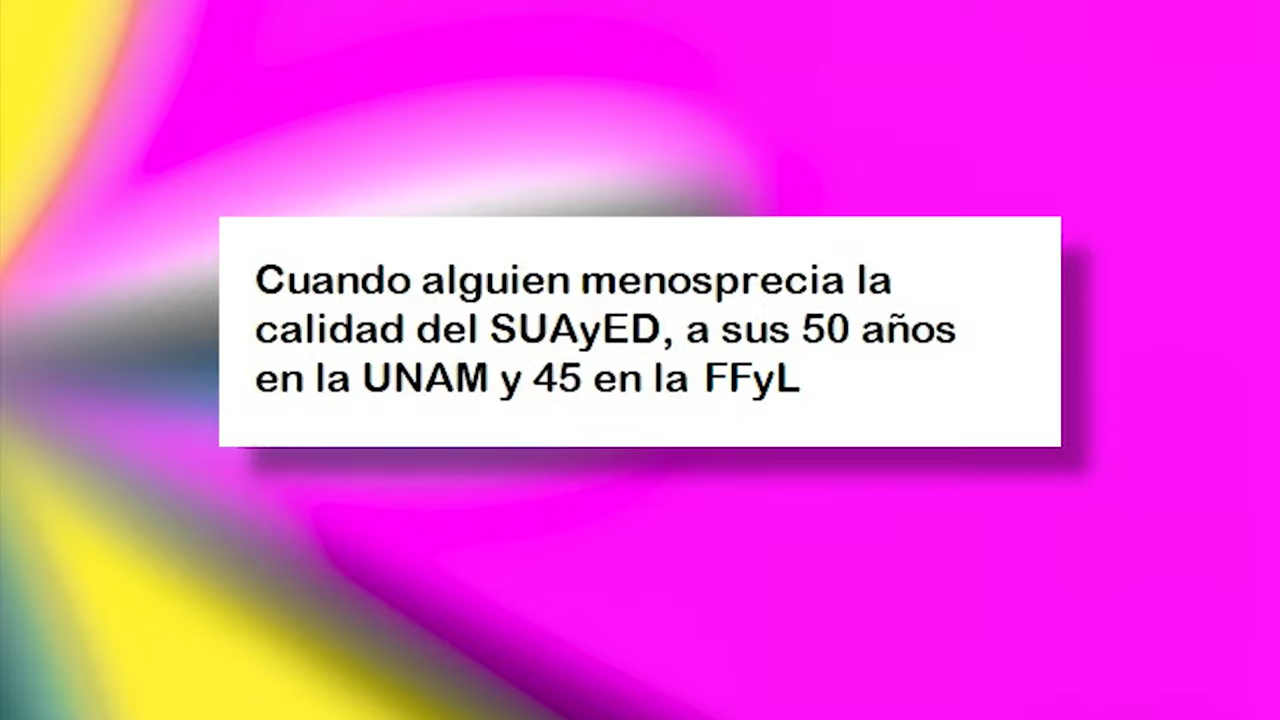 Cuando alguien menosprecia la
calidad del SUAyED, a sus 50 años
en la UNAM y 45 en la FFyL